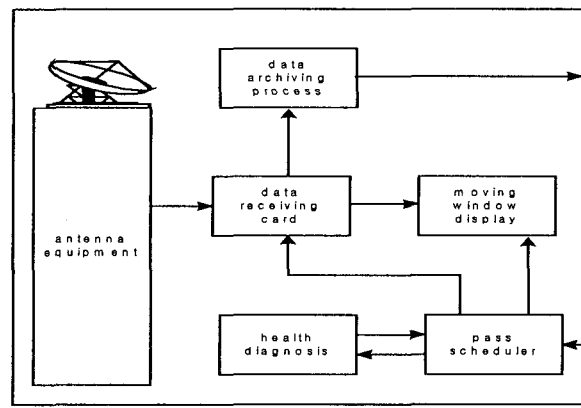 data
archiving
process
data
receiving
card
moving
window
display
antenna
equipment
health
diagnosis
pass
scheduler